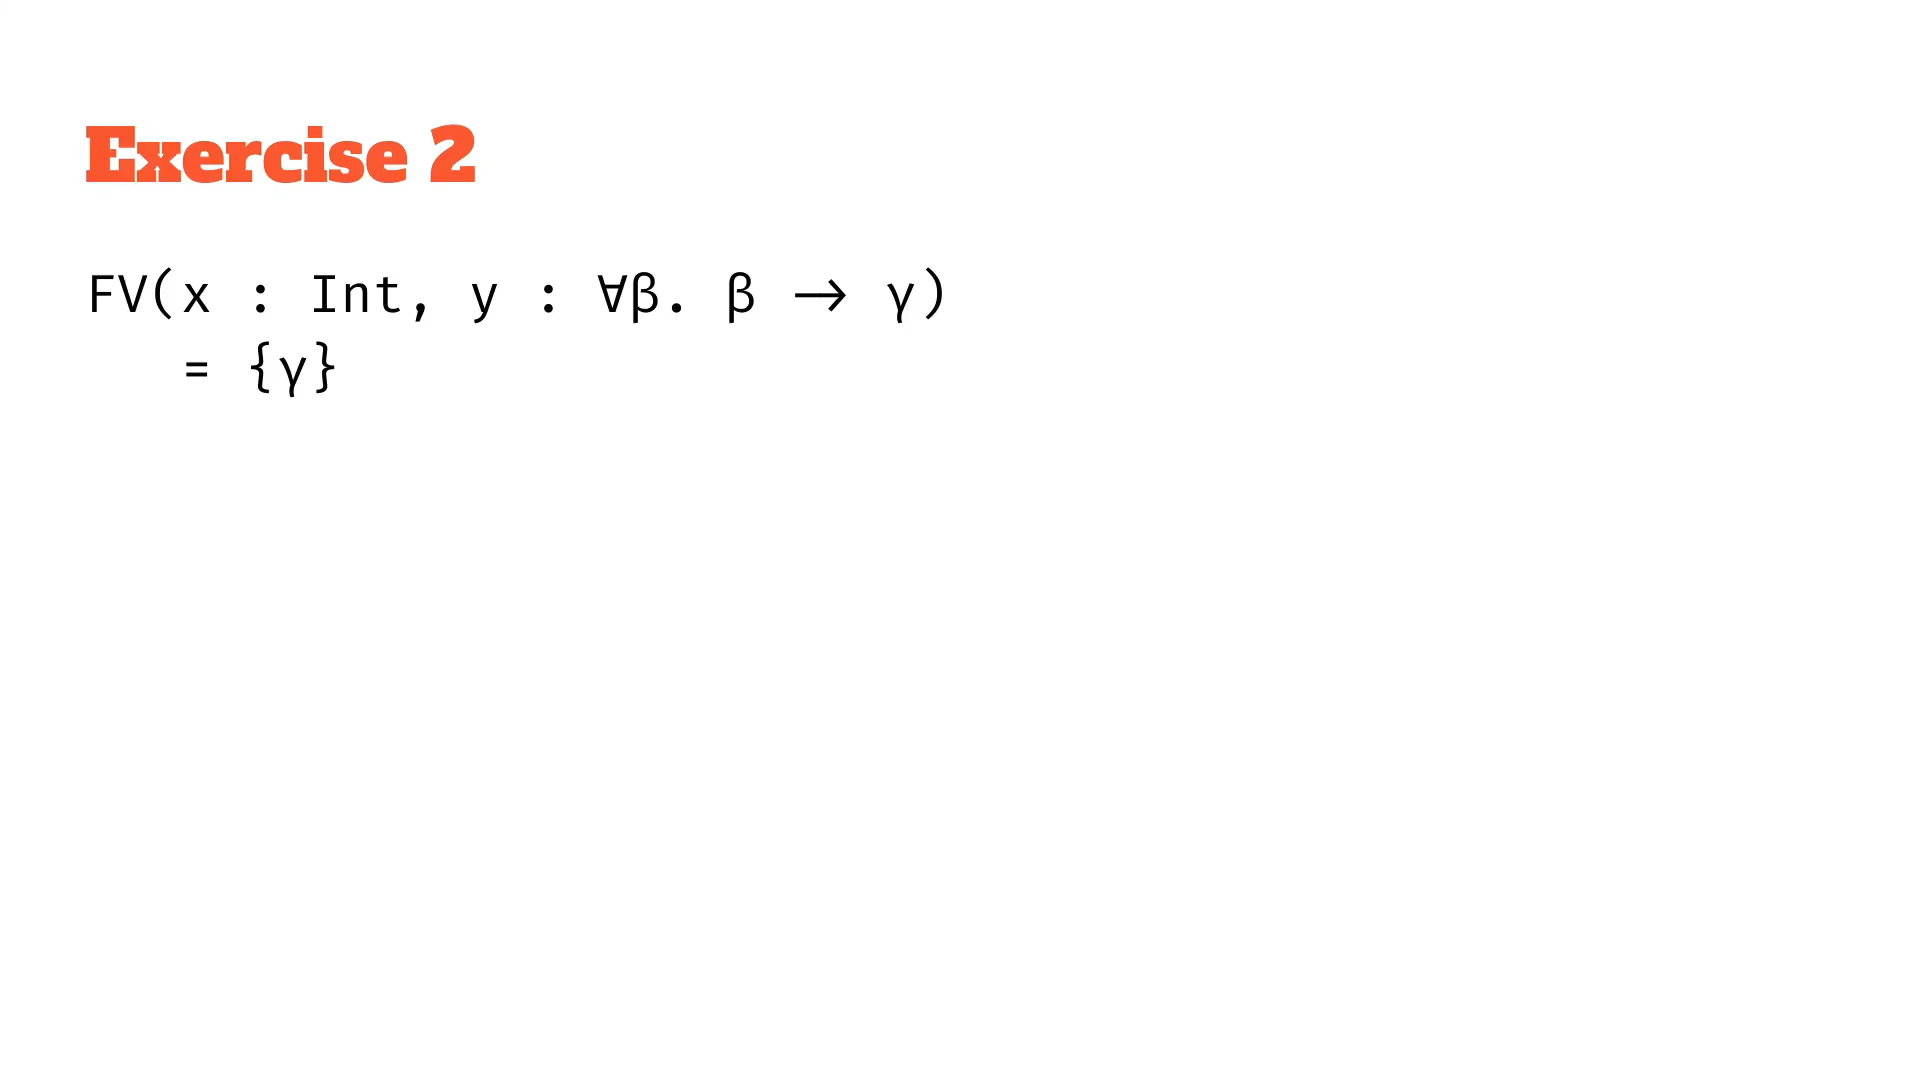 Exercise 2
FV(x : Int, y : ∀β. β → γ)
= {γ}